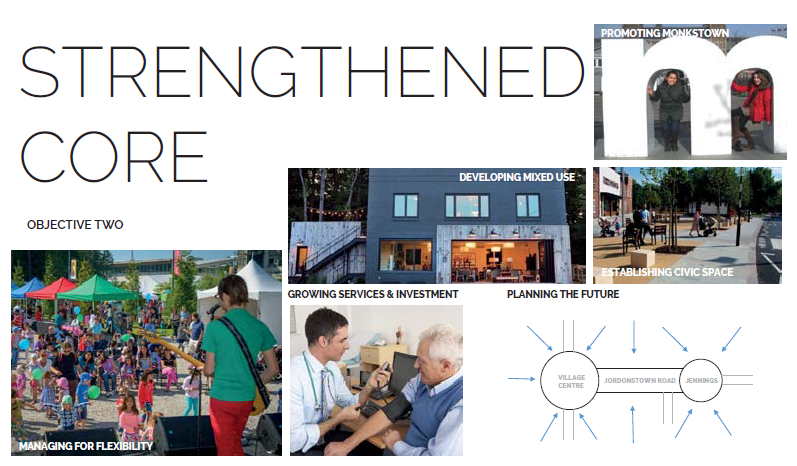 STRENGTHENED
CORE
OBJECTIVE TWO
PROMOTING MONKSTOWN
DEVELOPING MIXED USE
ESTABLISHING CIVIC SPACE
GROWING SERVICES & INVESTMENT
PLANNING THE FUTURE
MANAGING FOR FLEXIBILITY
VILLAGE
CENTRE
JORDONSTOWN ROAD
JENNINGS